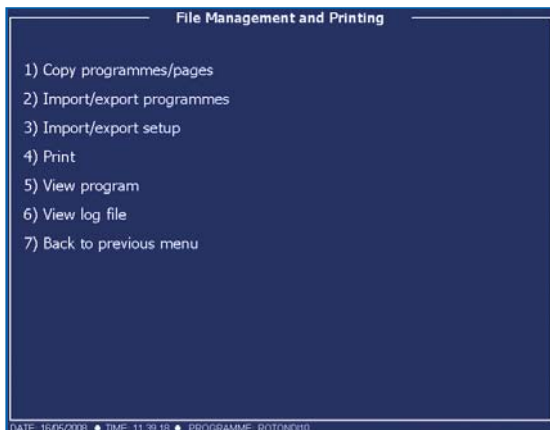 File Management and Printing
1) Copy programmes/pages
2) Import/export programmes
3) Import/export setup
4) Print
5) View program
6) View log file
7) Back to previous menu
DATE: 16/05/2008 ● TIME: 11.39.18 ● PROGRAMME: ROTONDI10